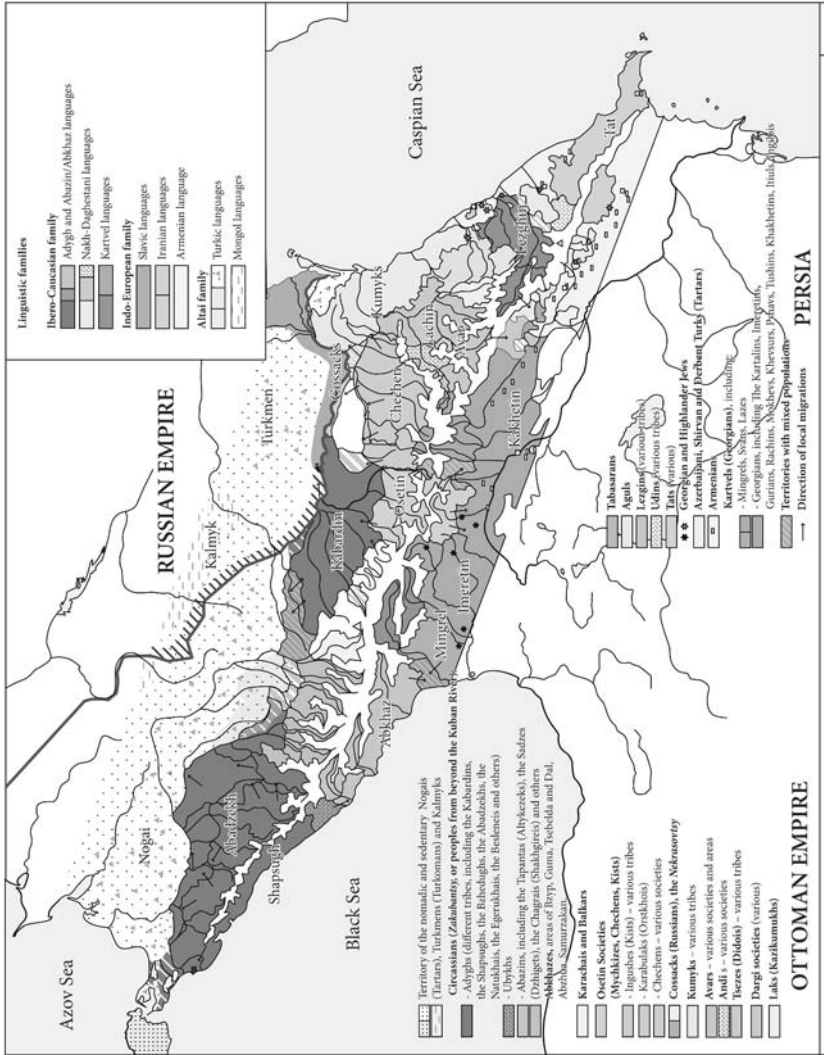 Azov Sea
RUSSIAN EMPIRE
Linguistic families
Ibero-Caucasian family
Adygh and Abazin/Abkhaz languages
Nakh-Daghestani languages
Kartvel languages
Indo-European family
Slavic languages
Iranian languages
Armenian language
Altai family
Turkic languages
Mongol languages
Nogai
Kalmyk
Turkmen
Caspian Sea
Abadzekh
Shapsugh
Kabardin
Cossacks
Kumyks
Chechen
Osetin
Avar
Lezghin
Tat
Abkhaz
Mingrel
Imeretin
Kakhetin
Black Sea
Territory of the nomadic and sedentary Nogais
(Tartars), Turkmens (Turkomans) and Kalmyks
Circassians (Zakubantsy, or peoples from beyond the Kuban River):
- Adyghs (different tribes, including the Kabardins,
the Shapsughs, the Bzhedughs, the Abadzekhs, the
Natukhais, the Egerukhais, the Besleneis and others)
- Ubykhs
- Abazins, including the Tapantas (Altykezeks), the Sadzes
(Dzhigets), the Chagrais (Shakhgireis) and others
Abkhazes, areas of Bzyp, Guma, Tsebelda and Dal,
Abzhua, Samurzakan.
Karachais and Balkars
Osetin Societies
(Mychkizes, Chechens, Kists)
- Ingushes (Kists) – various tribes
- Karabulaks (Orstkhois)
- Chechens – various societies
Cossacks (Russians), the Nekrasovtsy
Kumyks – various tribes
Avars – various societies and areas
Andi s – various societies
Tsezes (Didois) – various tribes
Dargi societies (various)
Laks (Kazikumukhs)
OTTOMAN EMPIRE
Tabasarans
Aguls
Lezgins (various tribes)
Udins (various tribes)
Tats (various)
Georgian and Highlander Jews
Azerbaijani, Shirvan and Derbent Turks (Tartars)
Armenians
Kartvels (Georgians), including:
- Mingrels, Svans, Lazes
- Georgians, including The Kartalins, Imeretins,
Gurians, Rachins, Mokhevs, Khevsurs, Pshavs, Tushins, Khakhetins, Itiuls,
Territories with mixed populations
Direction of local migrations
PERSIA